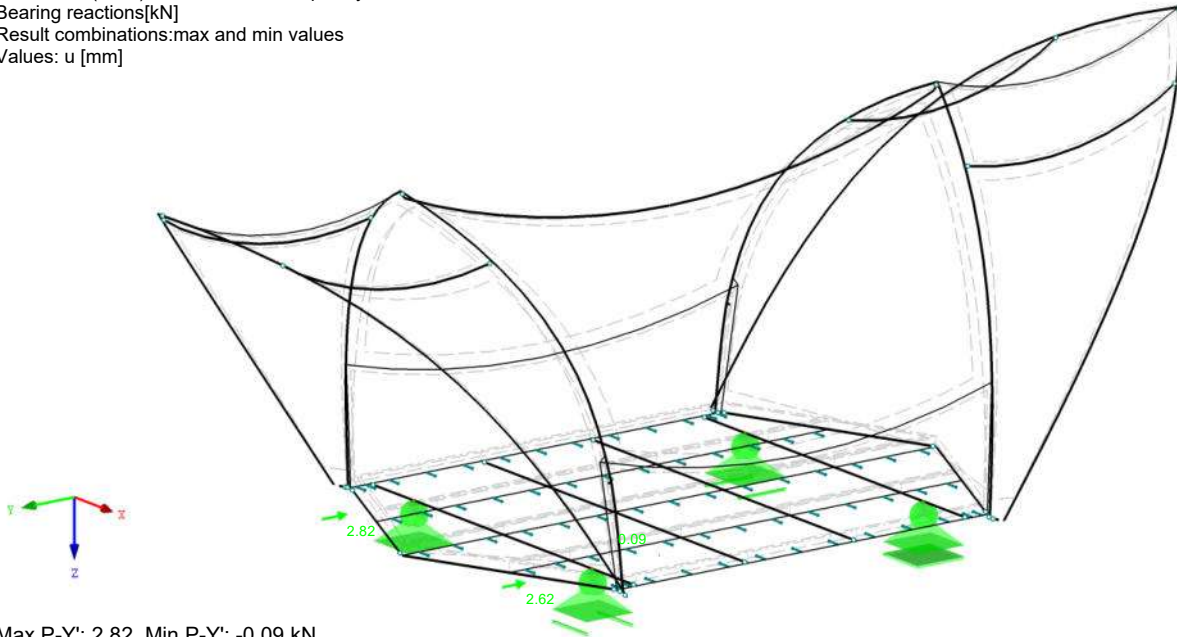 Bearing reactions[kN]
Result combinations:max and min values
Values: u [mm]
Y
X
Z
2.82
0.09
2.62
Max P-Y': 2.82, Min P-Y': -0.09 kN